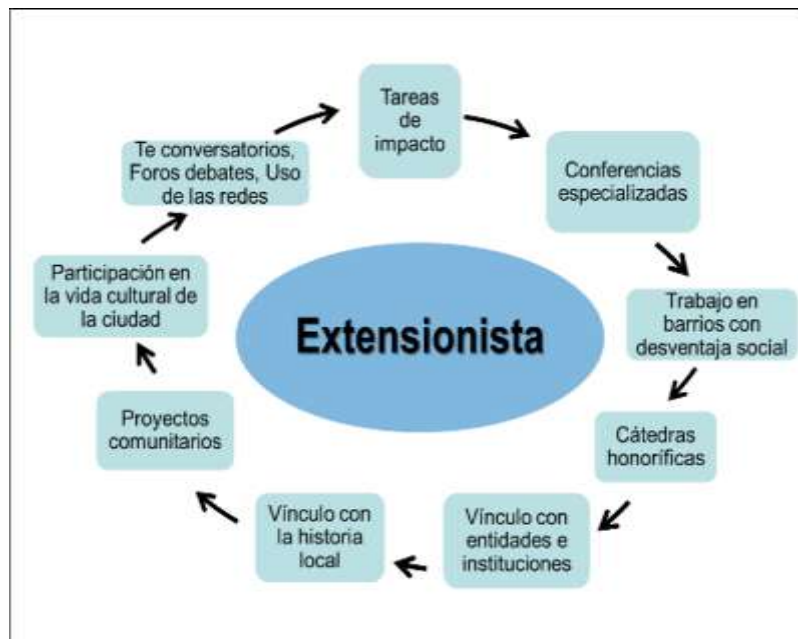 Tareas
de
impacto
Conferencias
especializadas
Trabajo en
barrios con
desventaja social
Cátedras
honoríficas
Vínculo con
entidades e
instituciones
Vínculo con
la historia
local
Proyectos
comunitarios
Participación en
la vida cultural de
la ciudad
Te conversatorios,
Foros debates, Uso
de las redes
Extensionista